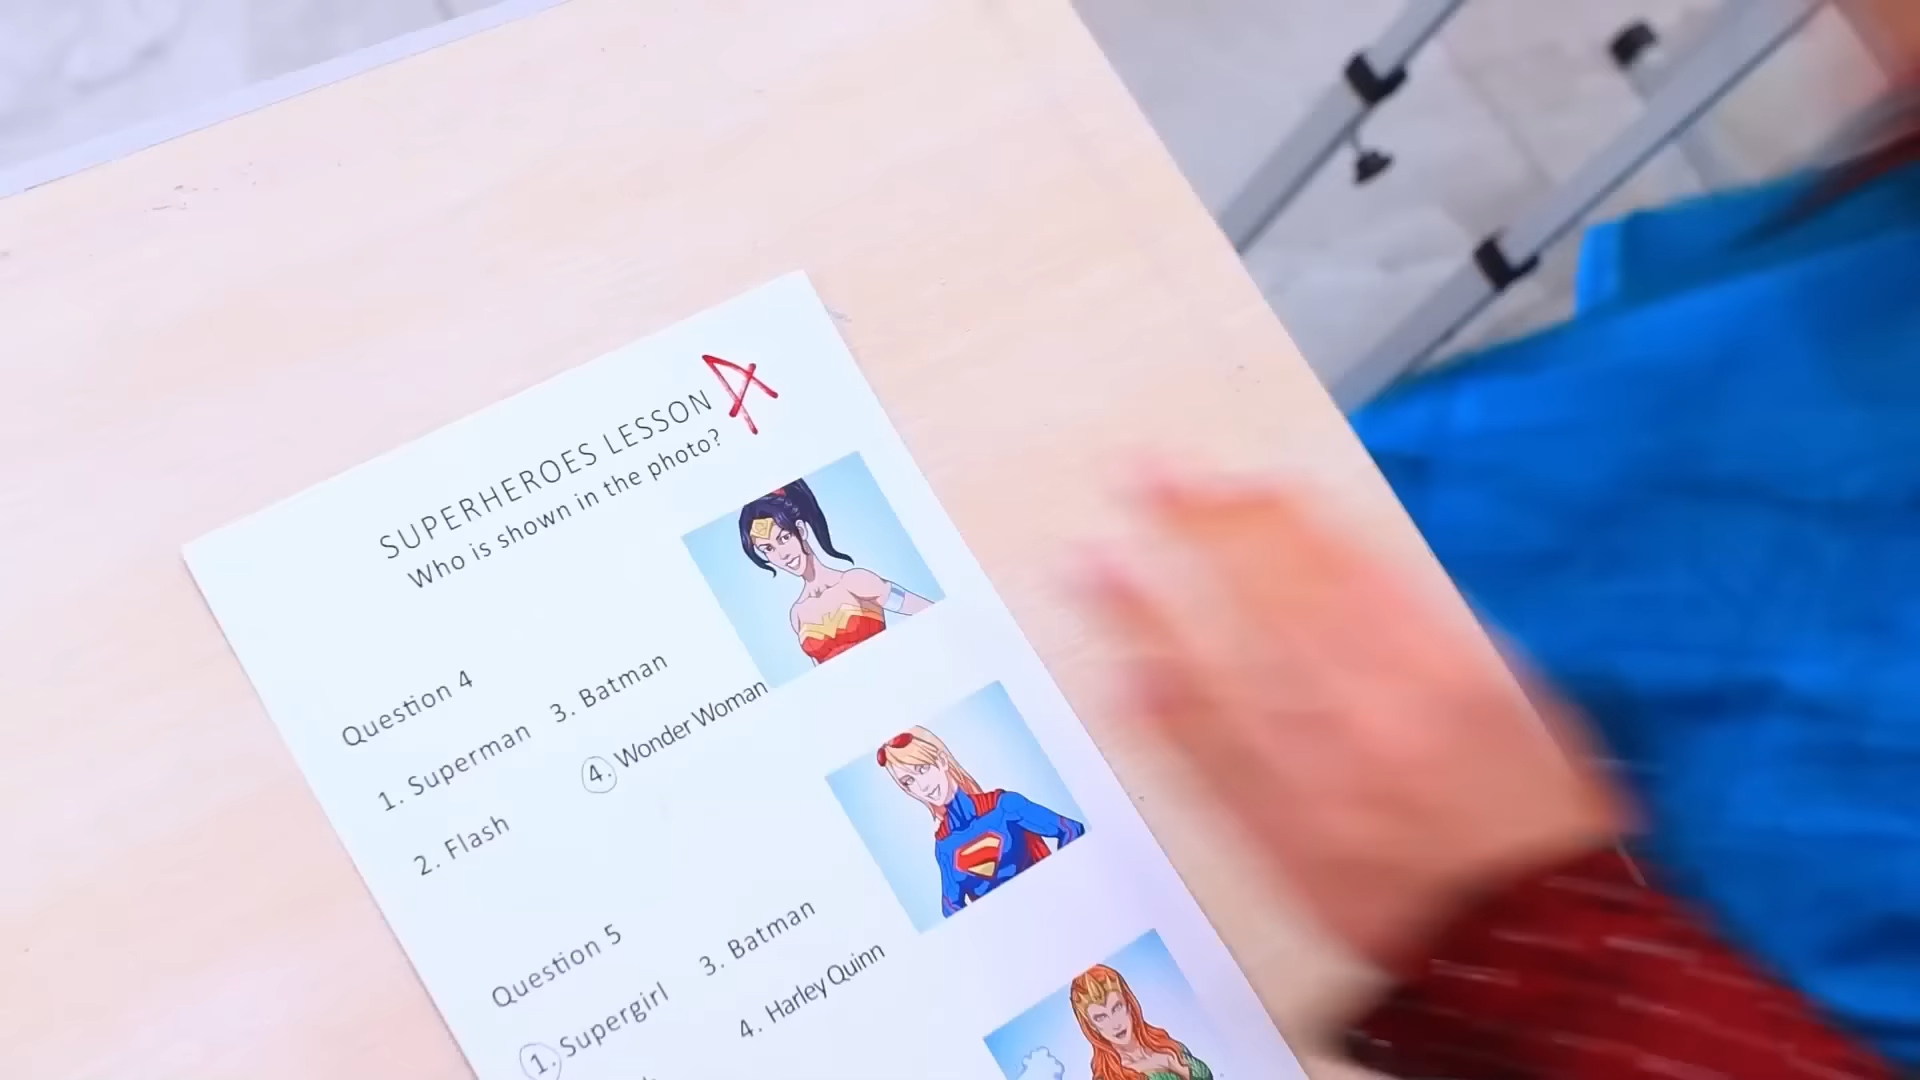 SUPERHEROES LESSON A
Who is shown in the photo?
Question 4
1. Superman 3. Batman
2. Flash 4. Wonder Woman
Question 5
1. Supergirl 3. Batman
4. Harley Quinn